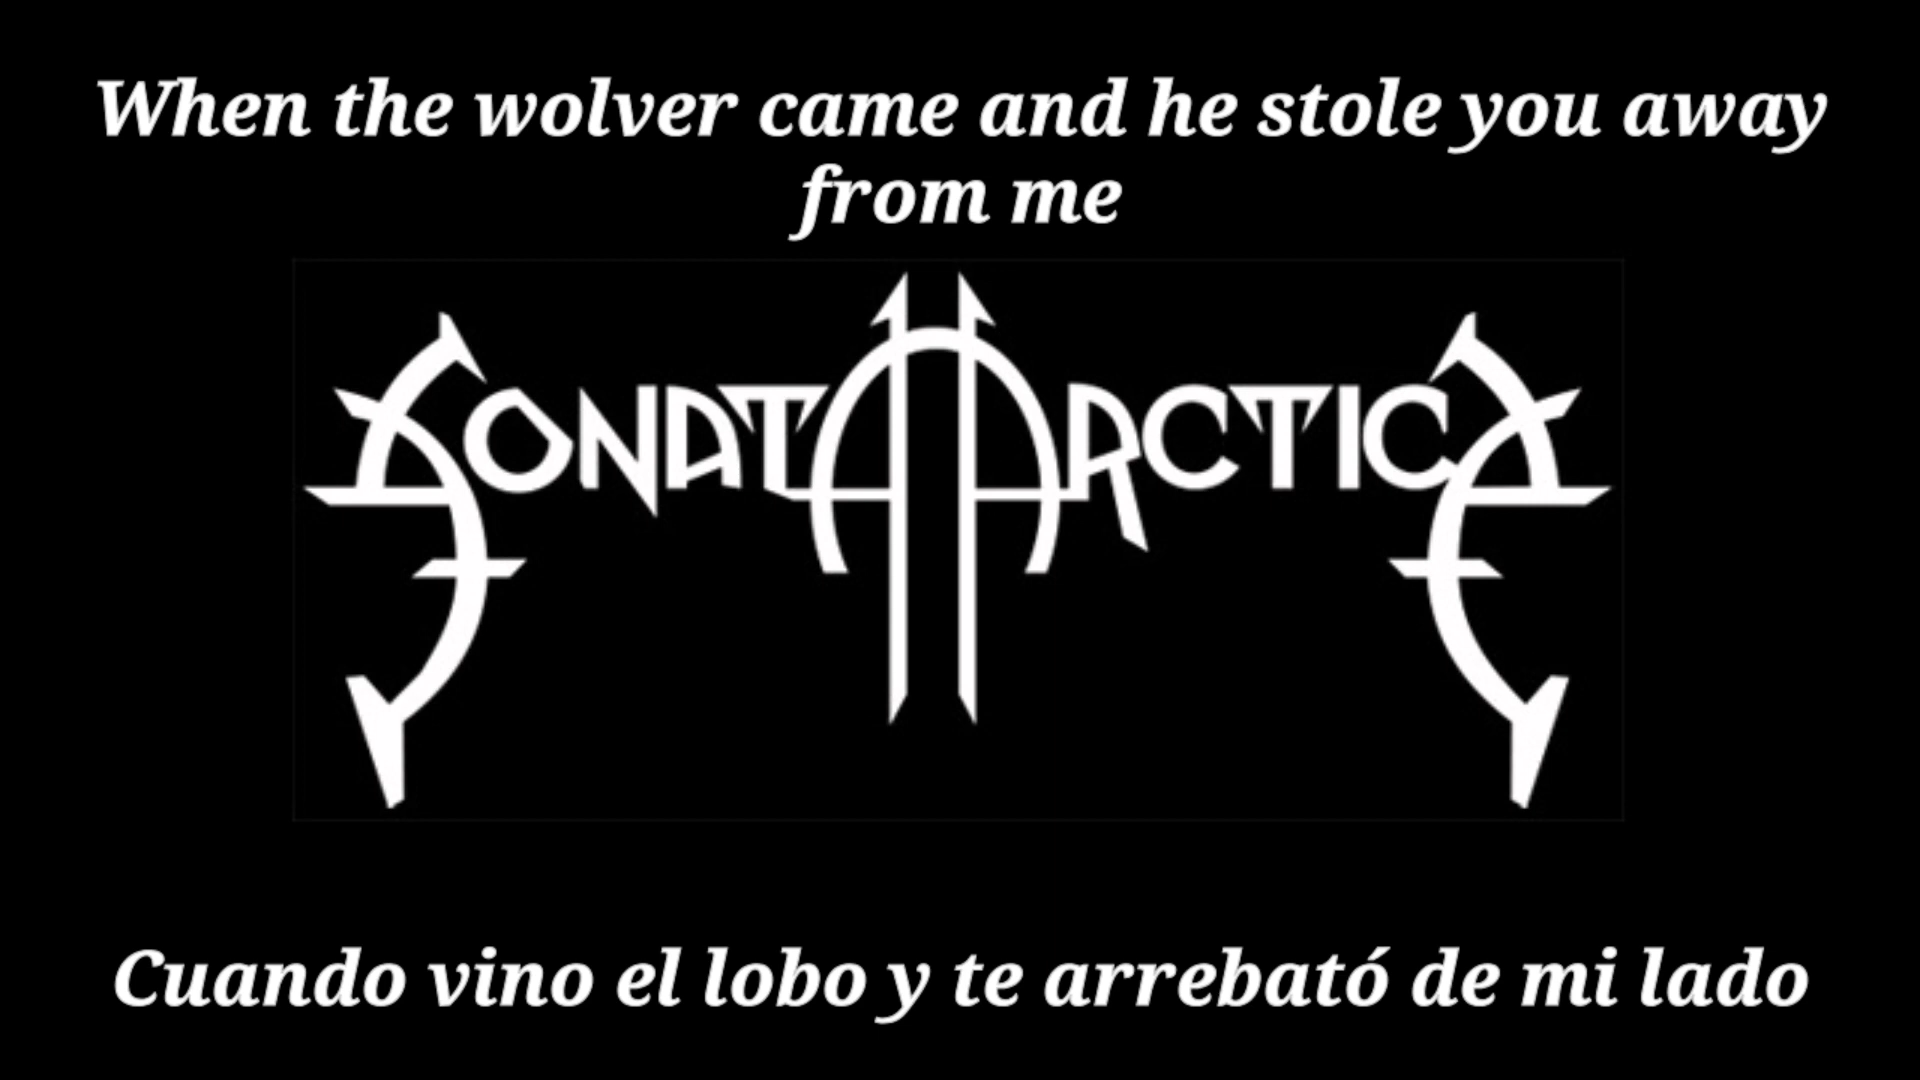 When the wolver came and he stole you away
from me
SONATA ARCTICA
Cuando vino el lobo y te arrebató de mi lado